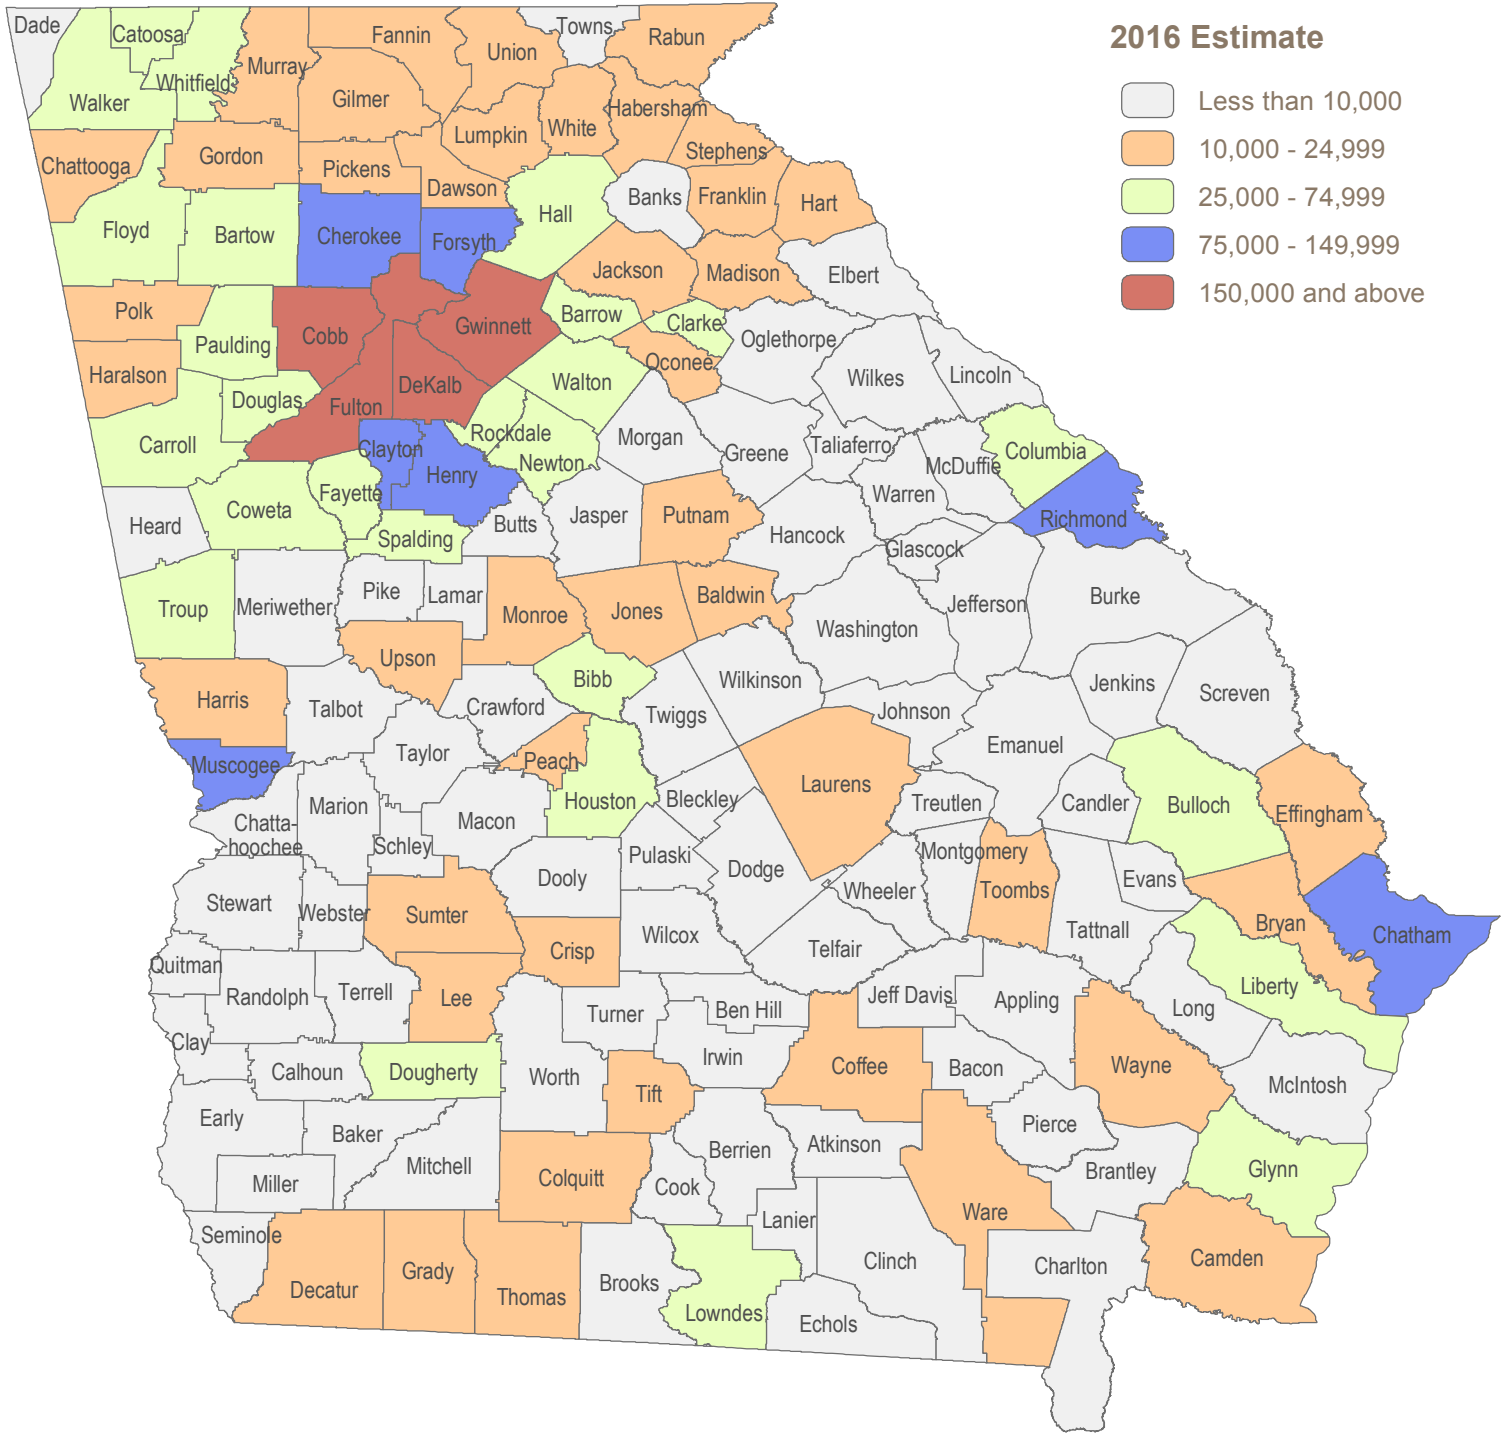 2016 Estimate
Less than 10,000
10,000 - 24,999
25,000 - 74,999
75,000 - 149,999
150,000 and above
Dade
Catoosa
Fannin
Towns
Union
Rabun
Murray
Whitfield
Walker
Gilmer
Habersham
White
Lumpkin
Stephens
Chattooga
Gordon
Pickens
Dawson
Banks
Franklin
Hart
Hall
Floyd
Bartow
Cherokee
Forsyth
Jackson
Madison
Elbert
Polk
Barrow
Clarke
Gwinnett
Cobb
Paulding
Oglethorpe
Oconee
Haralson
Walton
DeKalb
Wilkes
Lincoln
Douglas
Fulton
Carroll
Rockdale
Morgan
Taliaferro
Greene
Columbia
Clayton
Newton
McDuffie
Henry
Fayette
Warren
Coweta
Jasper
Putnam
Richmond
Heard
Butts
Spalding
Hancock
Glascock
Troup
Meriwether
Pike
Lamar
Monroe
Jones
Baldwin
Jefferson
Burke
Washington
Upson
Bibb
Wilkinson
Jenkins
Screven
Harris
Talbot
Crawford
Twiggs
Johnson
Emanuel
Taylor
Peach
Muscogee
Laurens
Houston
Bleckley
Treutlen
Candler
Bulloch
Effingham
Marion
Macon
Chatta-
hoochee
Schley
Pulaski
Dodge
Montgomery
Dooly
Wheeler
Toombs
Evans
Stewart
Webster
Sumter
Bryan
Chatham
Tattnall
Wilcox
Crisp
Telfair
Quitman
Randolph
Terrell
Lee
Liberty
Jeff Davis
Appling
Long
Turner
Ben Hill
Clay
Irwin
Calhoun
Dougherty
Worth
Coffee
Bacon
Wayne
McIntosh
Tift
Early
Baker
Pierce
Mitchell
Berrien
Atkinson
Brantley
Glynn
Miller
Colquitt
Cook
Lanier
Ware
Seminole
Clinch
Charlton
Camden
Decatur
Grady
Thomas
Brooks
Lowndes
Echols